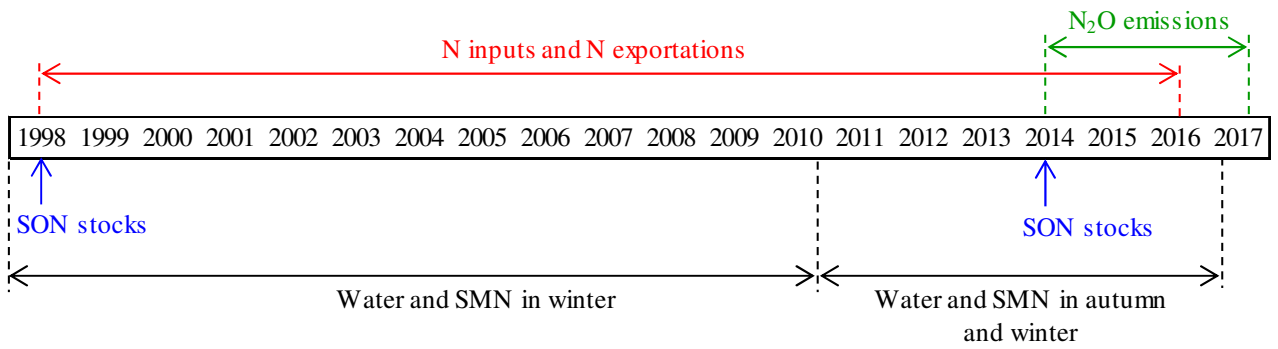 N₂O emissions
N inputs and N exportations
1998 1999 2000 2001 2002 2003 2004 2005 2006 2007 2008 2009 2010 2011 2012 2013 2014 2015 2016 2017
SON stocks
SON stocks
Water and SMN in winter
Water and SMN in autumn
and winter